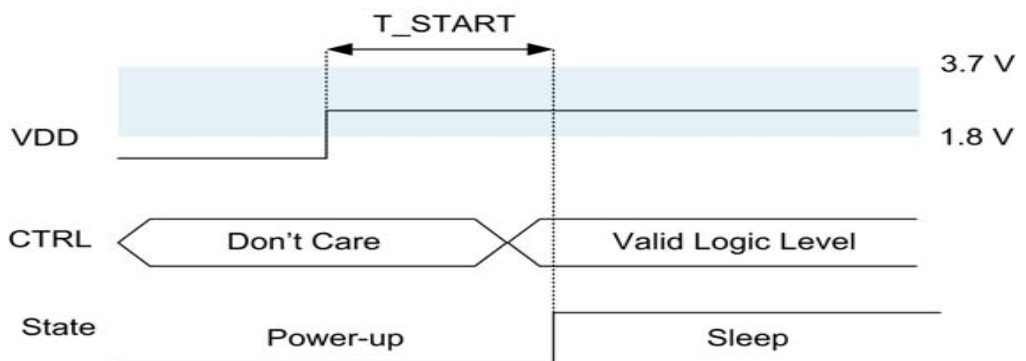 T_START
3.7 V
VDD
1.8 V
CTRL
Don't Care
Valid Logic Level
State
Power-up
Sleep